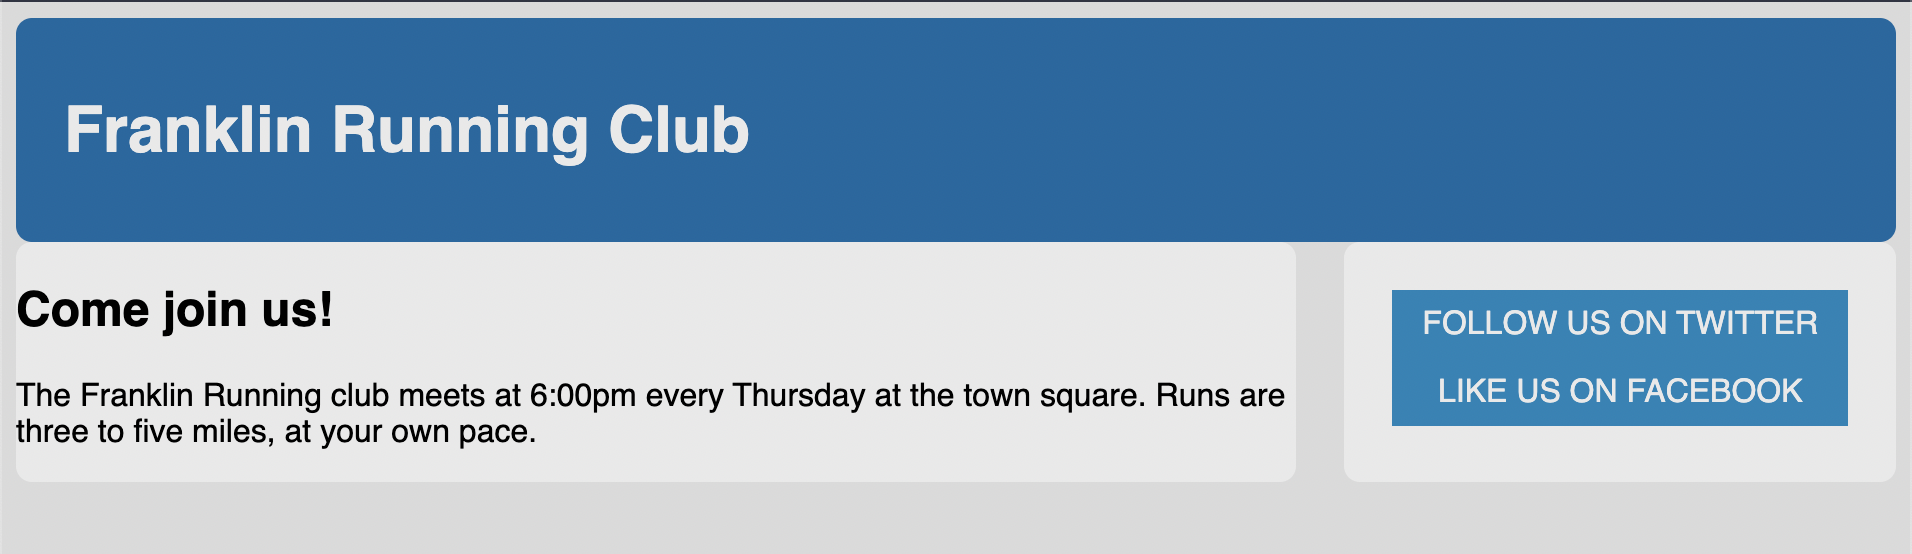 Franklin Running Club
Come join us!
The Franklin Running club meets at 6:00pm every Thursday at the town square. Runs are
three to five miles, at your own pace.
FOLLOW US ON TWITTER
LIKE US ON FACEBOOK